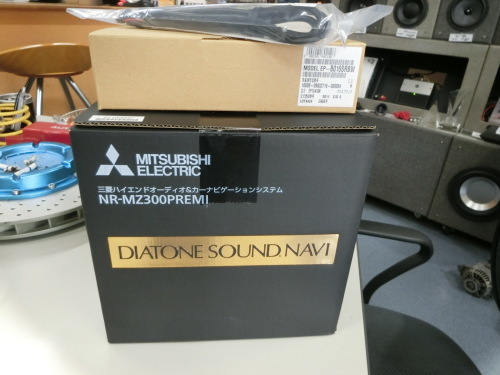 MITSUBISHI
ELECTRIC
三菱ハイエンドオーディオ&カーナビゲーションシステム
NR-MZ300PREMI
DIATONE SOUND.NAVI